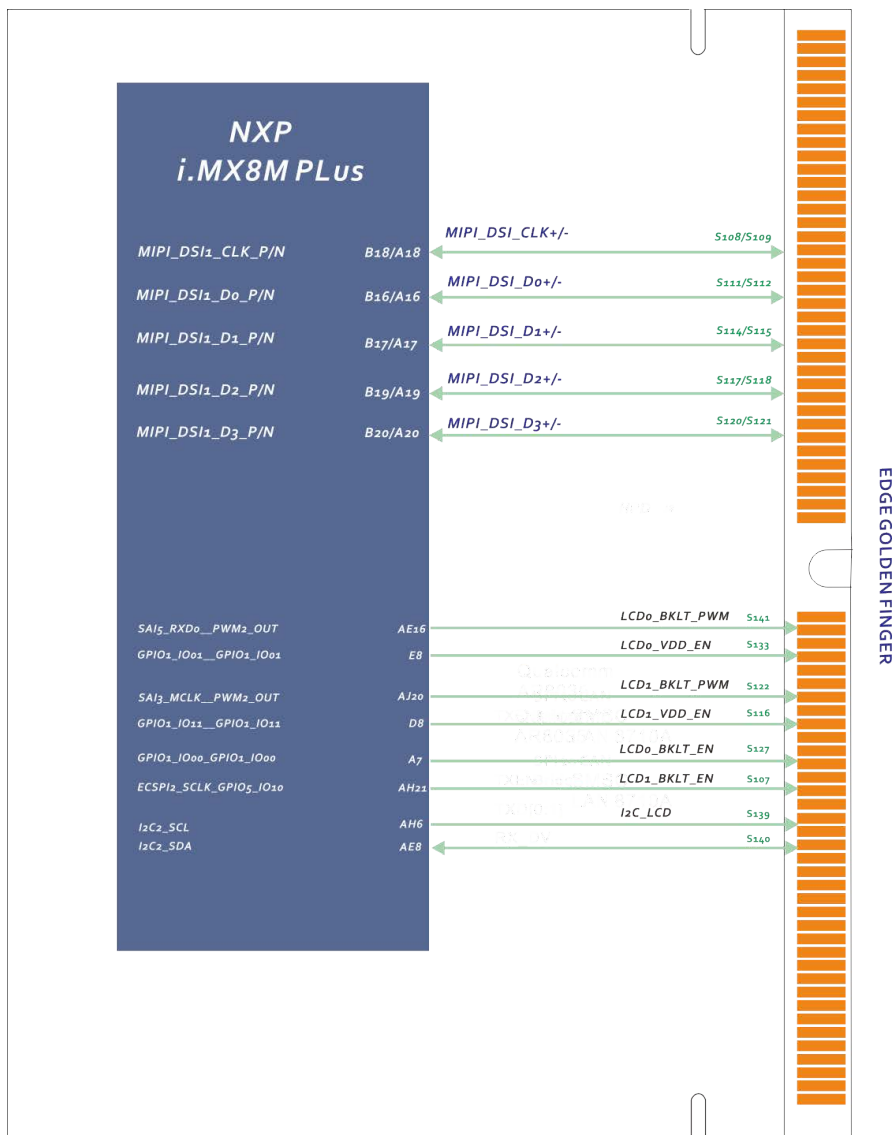 NXP
i.MX8M PLus
MIPI_DSI_CLK+/- S108/S109
MIPI_DSI1_CLK_P/N B18/A18
MIPI_DSI_D0+/- S111/S112
MIPI_DSI1_D0_P/N B16/A16
MIPI_DSI_D1+/- S114/S115
MIPI_DSI1_D1_P/N B17/A17
MIPI_DSI_D2+/- S117/S118
MIPI_DSI1_D2_P/N B19/A19
MIPI_DSI_D3+/- S120/S121
MIPI_DSI1_D3_P/N B20/A20
EDGE GOLDEN FINGER
LCD0_BKLT_PWM S141
SAI5_RXD0__PWM2_OUT AE16
LCD0_VDD_EN S133
GPIO1_IO01__GPIO1_IO01 E8
LCD1_BKLT_PWM S122
SAI3_MCLK__PWM2_OUT AJ20
LCD1_VDD_EN S116
GPIO1_IO11__GPIO1_IO11 D8
LCD0_BKLT_EN S127
GPIO1_IO00_GPIO1_IO00 A7
LCD1_BKLT_EN S107
ECSPI2_SCLK_GPIO5_IO10 AH21
I2C_LCD S139
I2C2_SCL AH6
I2C2_SDA AE8 S140